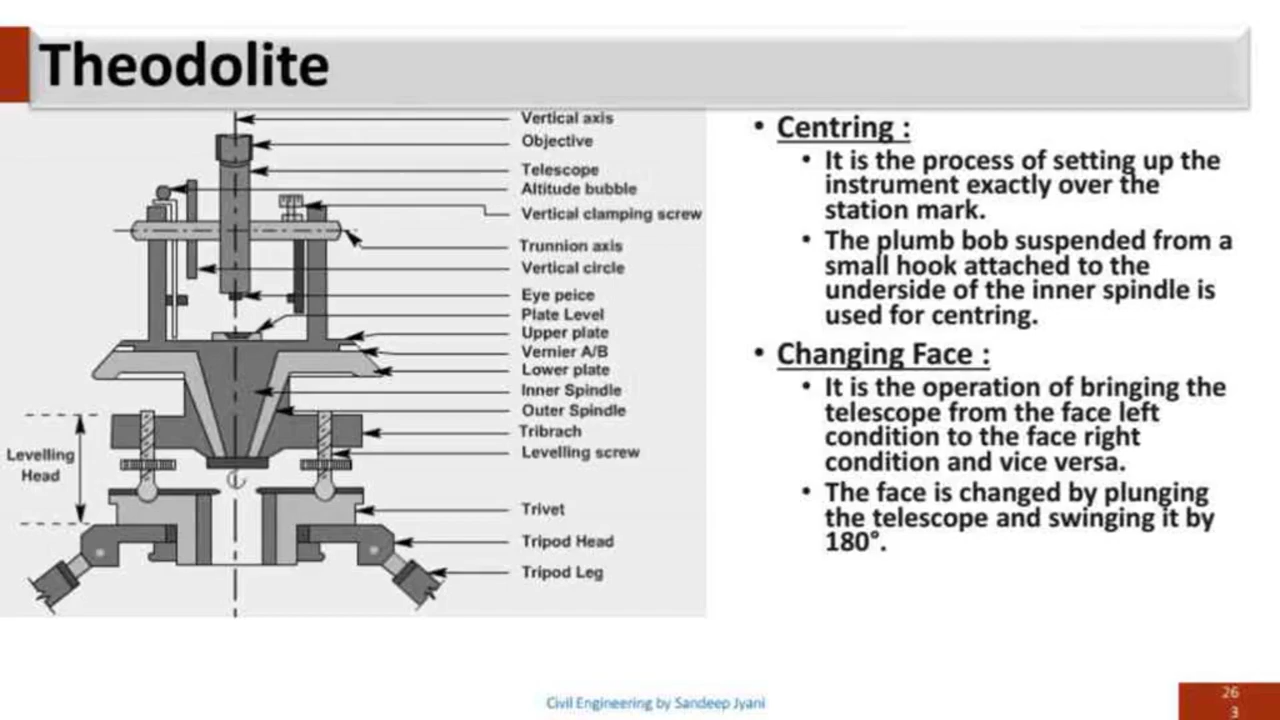 Theodolite
Vertical axis
Objective
Telescope
Altitude bubble
Vertical clamping screw
Trunnion axis
Vertical circle
Eye peice
Plate Level
Upper plate
Vernier A/B
Lower plate
Inner Spindle
Outer Spindle
Tribrach
Levelling screw
Levelling
Head
Trivet
Tripod Head
Tripod Leg
• Centring :
• It is the process of setting up the
instrument exactly over the
station mark.
• The plumb bob suspended from a
small hook attached to the
underside of the inner spindle is
used for centring.
• Changing Face :
• It is the operation of bringing the
telescope from the face left
condition to the face right
condition and vice versa.
• The face is changed by plunging
the telescope and swinging it by
180°.
Civil Engineering by Sandeep Jyani
26
3